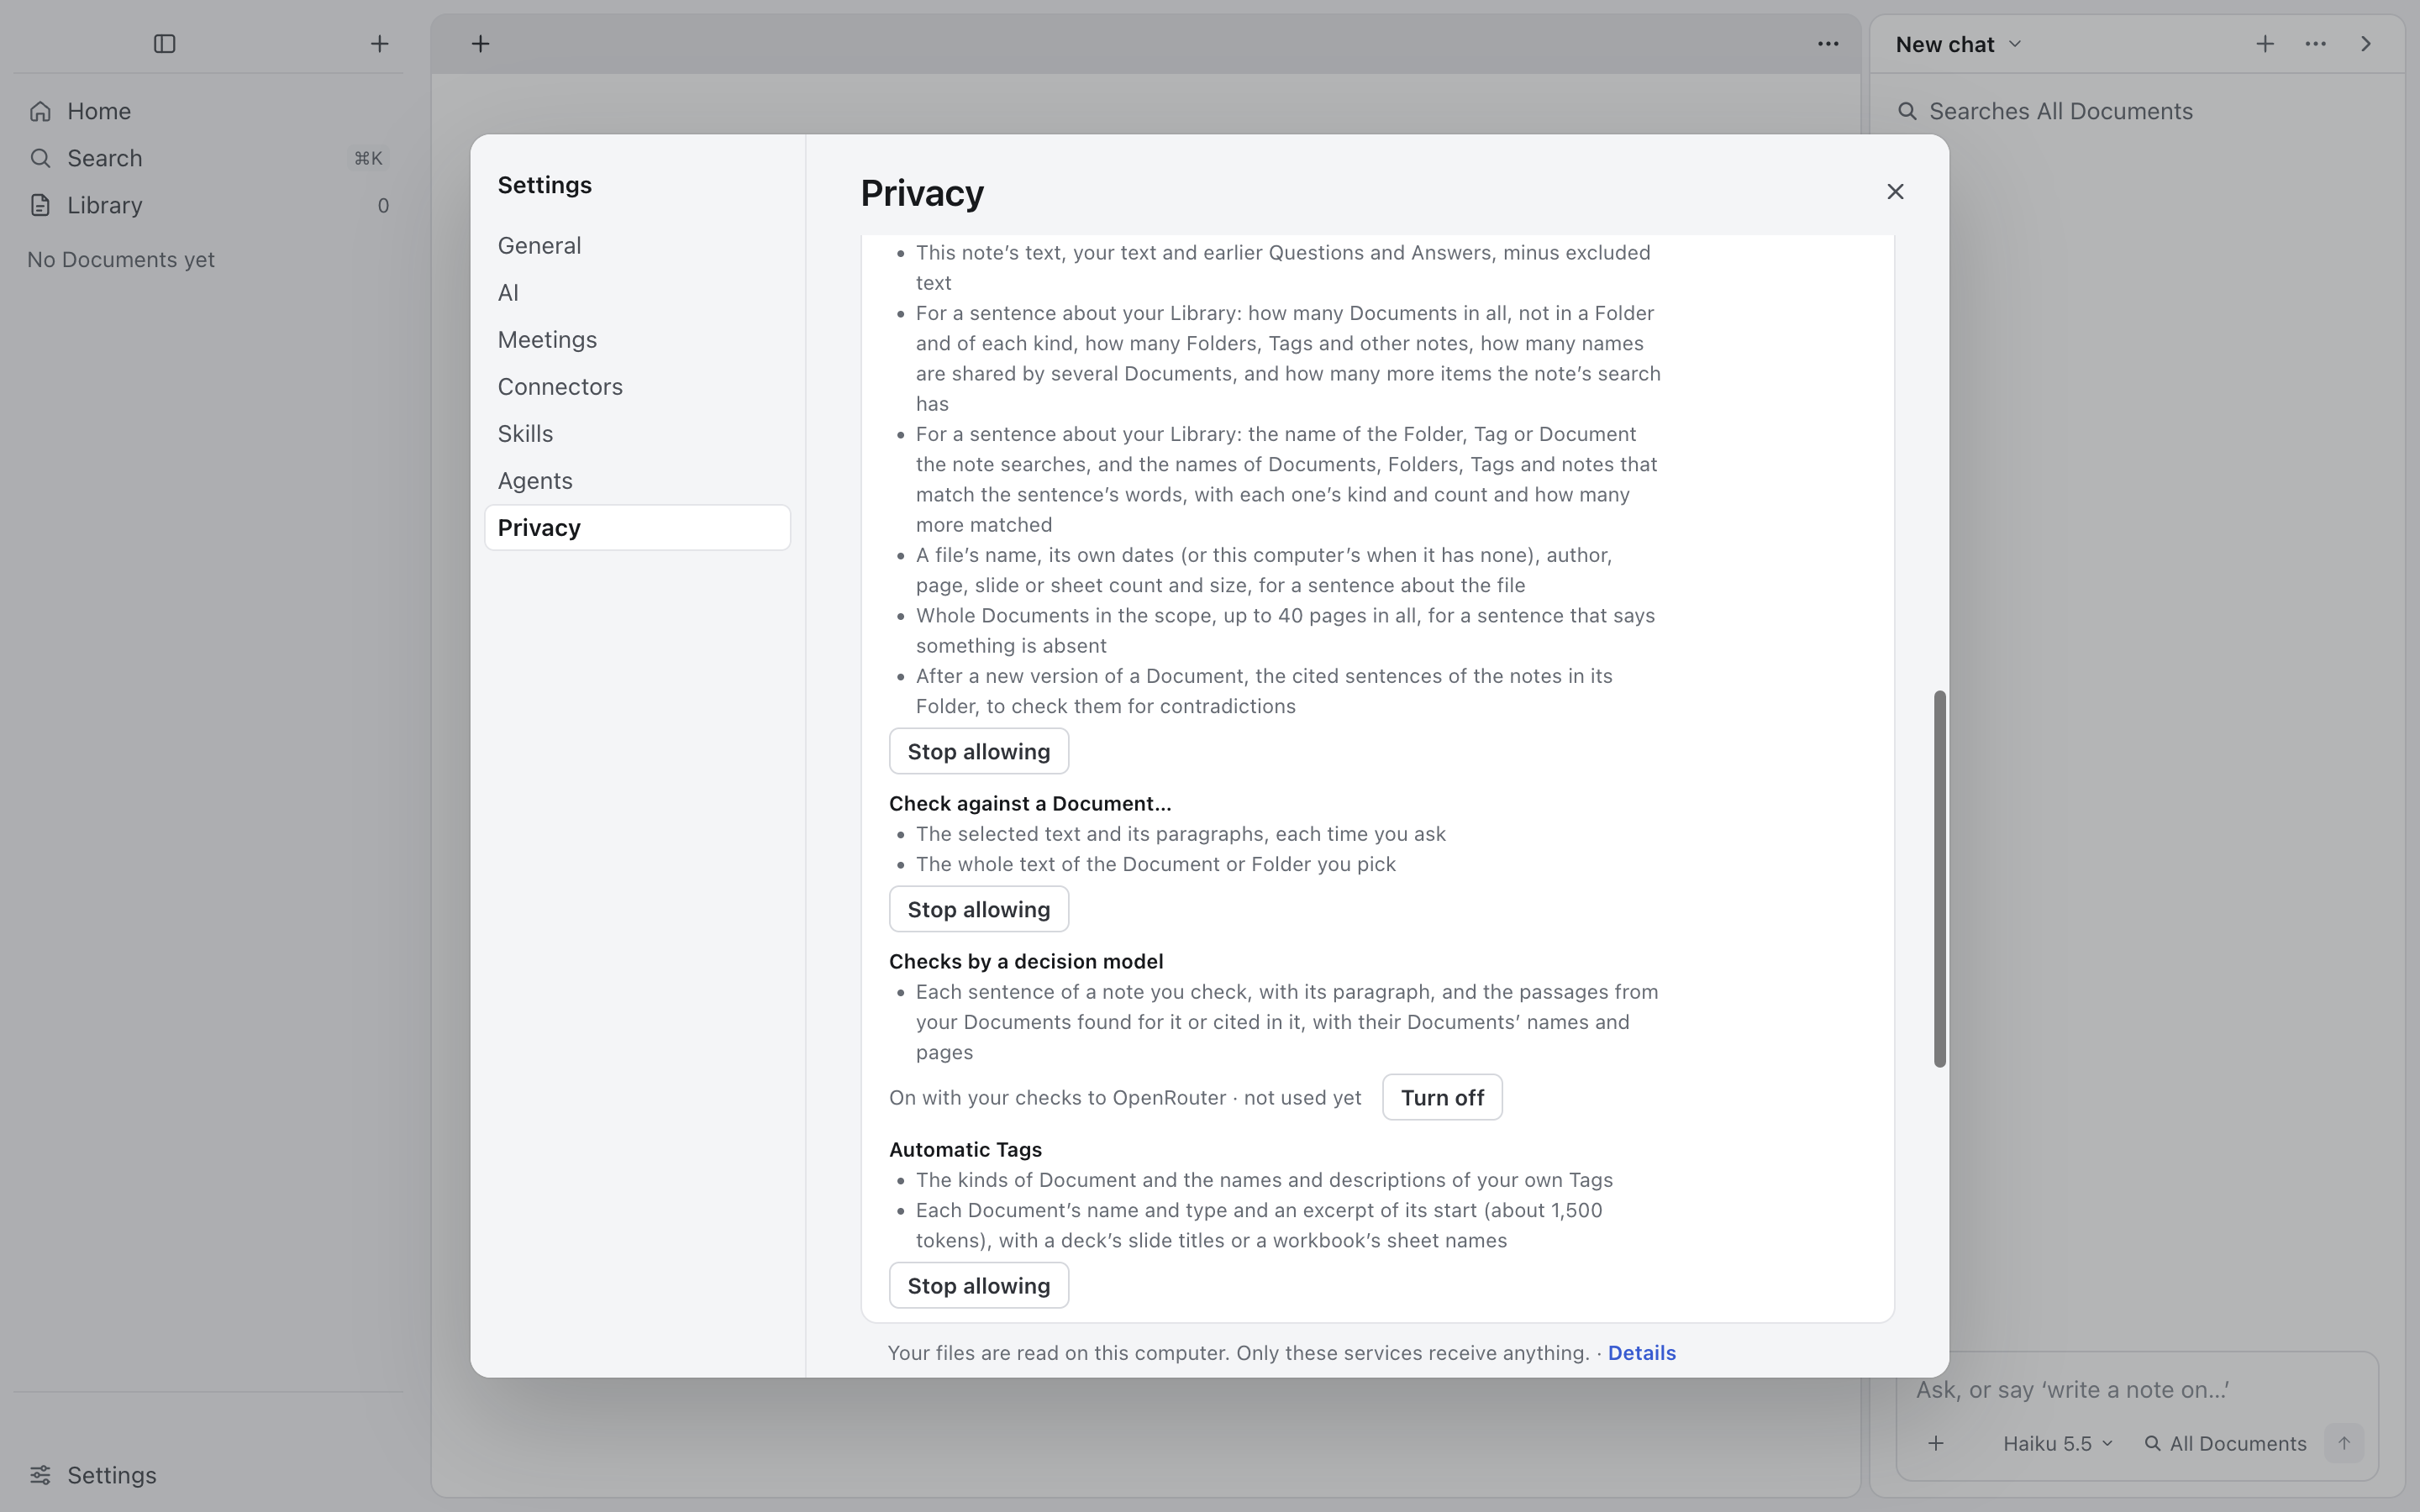 Home
Search ⌘K
Library 0
No Documents yet
Settings
New chat
Searches All Documents
Settings
General
AI
Meetings
Connectors
Skills
Agents
Privacy
Privacy
• This note’s text, your text and earlier Questions and Answers, minus excluded
text
• For a sentence about your Library: how many Documents in all, not in a Folder
and of each kind, how many Folders, Tags and other notes, how many names
are shared by several Documents, and how many more items the note’s search
has
• For a sentence about your Library: the name of the Folder, Tag or Document
the note searches, and the names of Documents, Folders, Tags and notes that
match the sentence’s words, with each one’s kind and count and how many
more matched
• A file’s name, its own dates (or this computer’s when it has none), author,
page, slide or sheet count and size, for a sentence about the file
• Whole Documents in the scope, up to 40 pages in all, for a sentence that says
something is absent
• After a new version of a Document, the cited sentences of the notes in its
Folder, to check them for contradictions
Stop allowing
Check against a Document…
• The selected text and its paragraphs, each time you ask
• The whole text of the Document or Folder you pick
Stop allowing
Checks by a decision model
• Each sentence of a note you check, with its paragraph, and the passages from
your Documents found for it or cited in it, with their Documents’ names and
pages
On with your checks to OpenRouter · not used yet Turn off
Automatic Tags
• The kinds of Document and the names and descriptions of your own Tags
• Each Document’s name and type and an excerpt of its start (about 1,500
tokens), with a deck’s slide titles or a workbook’s sheet names
Stop allowing
Your files are read on this computer. Only these services receive anything. · Details
Ask, or say ‘write a note on…’
Haiku 5.5 All Documents